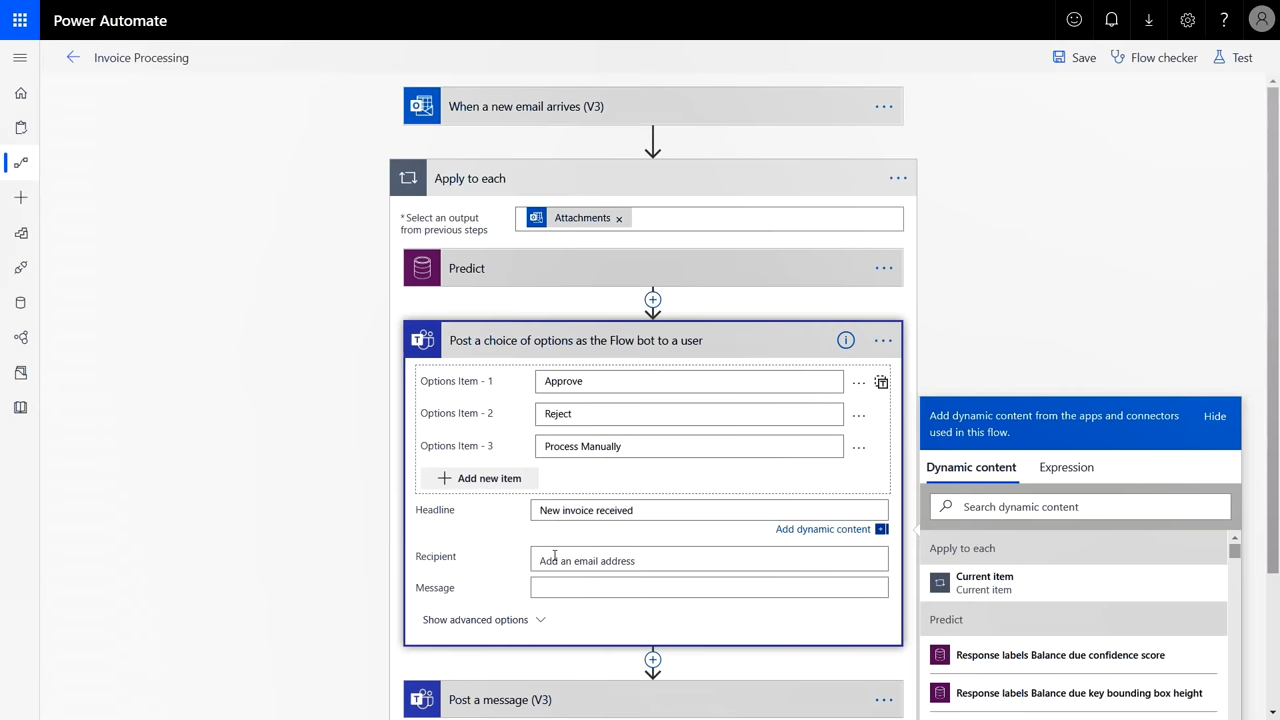 Power Automate
?
Invoice Processing
Save
Flow checker
Test
When a new email arrives (V3)
Apply to each
*Select an output
from previous steps
Attachments ×
Predict
Post a choice of options as the Flow bot to a user
Options Item - 1
Approve
Options Item - 2
Reject
Options Item - 3
Process Manually
Add new item
Headline
New invoice received
Add dynamic content
Recipient
Add an email address
Message
Show advanced options
Post a message (V3)
Add dynamic content from the apps and connectors
used in this flow.
Hide
Dynamic content
Expression
Search dynamic content
Apply to each
Current item
Current item
Predict
Response labels Balance due confidence score
Response labels Balance due key bounding box height